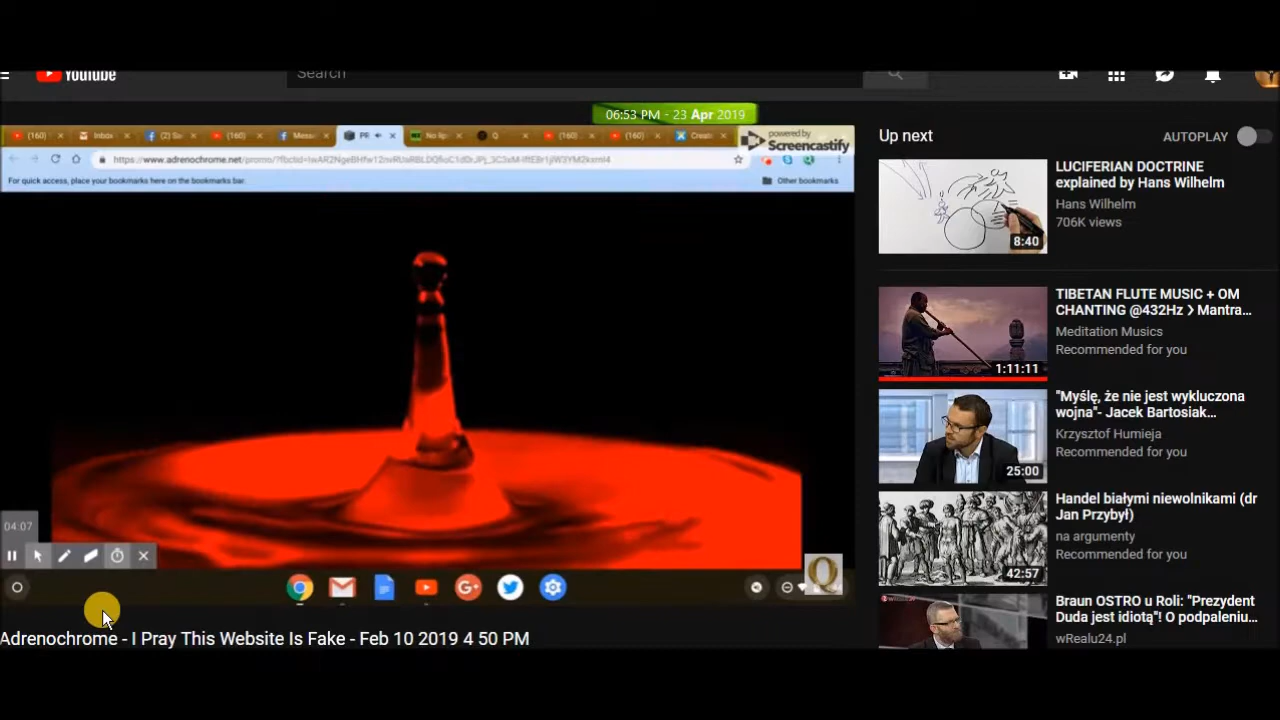 YouTube
Search
06:53 PM - 23 Apr 2019
(160)
Inbox
(160)
(160)
(160)
powered by
Screencastify
For quick access, place your bookmarks here on the bookmarks bar.
Other bookmarks
04:07
Q
Adrenochrome - I Pray This Website Is Fake - Feb 10 2019 4 50 PM
Up next
AUTOPLAY
LUCIFERIAN DOCTRINE
explained by Hans Wilhelm
Hans Wilhelm
706K views
8:40
TIBETAN FLUTE MUSIC + OM
CHANTING @432Hz ❯ Mantra...
Meditation Musics
Recommended for you
1:11:11
"Myślę, że nie jest wykluczona
wojna"- Jacek Bartosiak...
Krzysztof Humieja
Recommended for you
25:00
Handel białymi niewolnikami (dr
Jan Przybył)
na argumenty
Recommended for you
42:57
Braun OSTRO u Roli: "Prezydent
Duda jest idiotą"! O podpaleniu...
wRealu24.pl